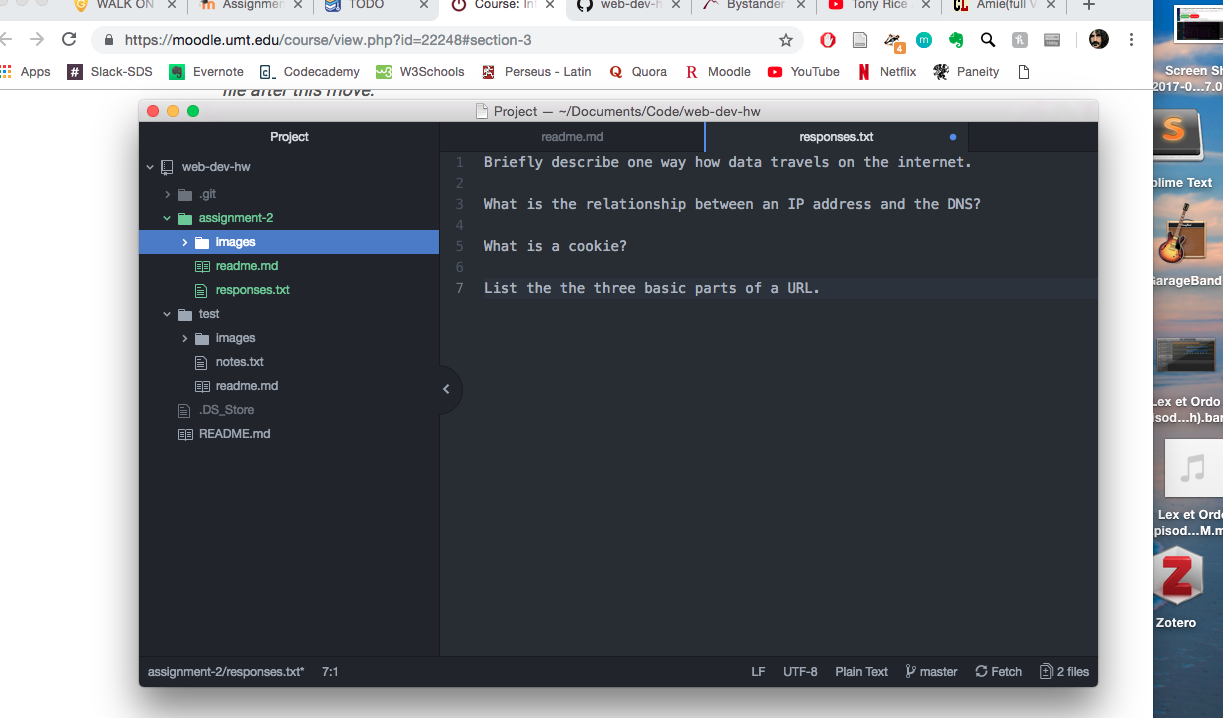 WALK ON
Assignmen
TODO
Course: Int
web-dev-h
Bystander
Tony Rice
Amie(full V
https://moodle.umt.edu/course/view.php?id=22248#section-3
4
m
Apps
Slack-SDS
Evernote
Codecademy
W3Schools
Perseus - Latin
Quora
Moodle
YouTube
Netflix
Paneity
file after this move.
Project — ~/Documents/Code/web-dev-hw
Project
readme.md
responses.txt
web-dev-hw
.git
assignment-2
images
readme.md
responses.txt
test
images
notes.txt
readme.md
.DS_Store
README.md
1 Briefly describe one way how data travels on the internet.
2
3 What is the relationship between an IP address and the DNS?
4
5 What is a cookie?
6
7 List the the three basic parts of a URL.
assignment-2/responses.txt*
7:1
LF
UTF-8
Plain Text
master
Fetch
2 files
Screen Sh
2017-0...7.0
blime Text
GarageBand
Lex et Ordo
isod...h).ban
Lex et Ordo
pisod...M.m
Zotero